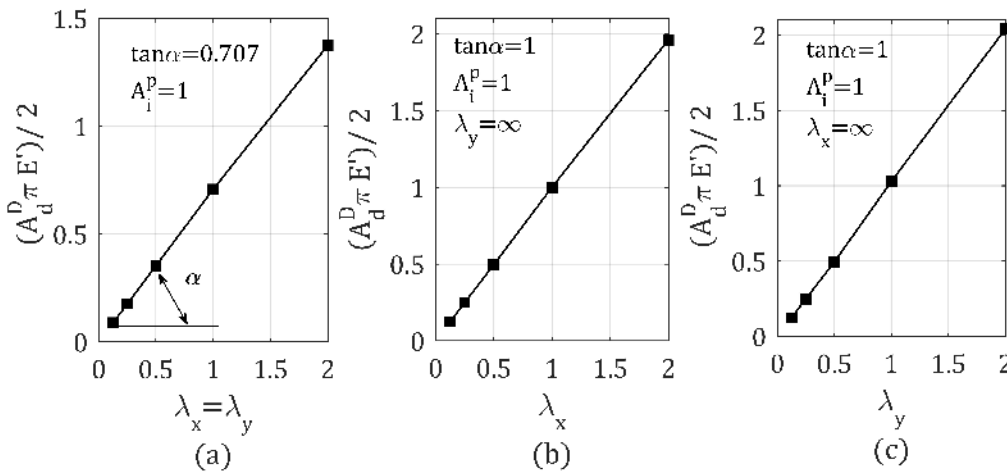 (A_d^D π E')/ 2
1.5
1
0.5
0
tanα=0.707
A_i^p=1
α
0 0.5 1 1.5 2
λ_x=λ_y
(a)
(A_d^D π E')/ 2
2
1.5
1
0.5
0
tanα=1
Λ_i^p=1
λ_y=∞
0 0.5 1 1.5 2
λ_x
(b)
(A_d^D π E')/ 2
2
1.5
1
0.5
0
tanα=1
Λ_i^p=1
λ_x=∞
0 0.5 1 1.5 2
λ_y
(c)